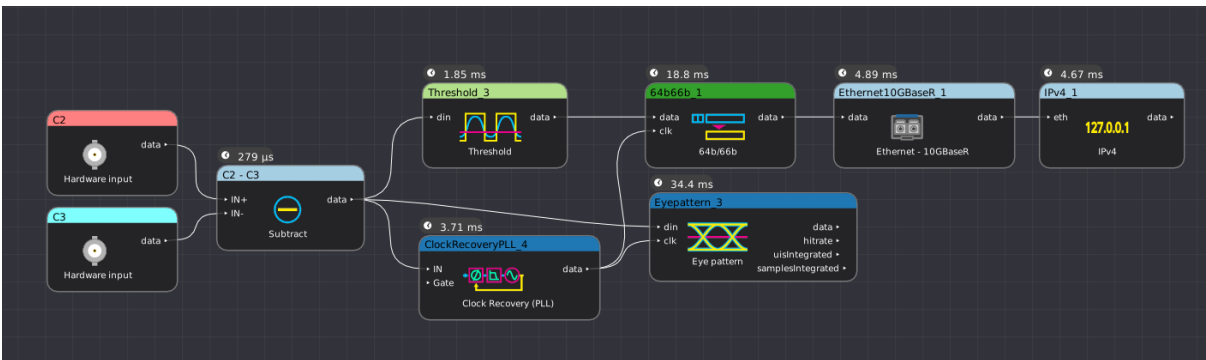 C2
data
Hardware input
C3
data
Hardware input
279 µs
C2 - C3
IN+
IN-
data
Subtract
1.85 ms
Threshold_3
din
data
Threshold
3.71 ms
ClockRecoveryPLL_4
IN
Gate
data
Clock Recovery (PLL)
18.8 ms
64b66b_1
data
clk
data
64b/66b
34.4 ms
Eyepattern_3
din
clk
data
hitrate
uisIntegrated
samplesIntegrated
Eye pattern
4.89 ms
Ethernet10GBaseR_1
data
data
Ethernet - 10GBaseR
4.67 ms
IPv4_1
eth
data
127.0.0.1
IPv4